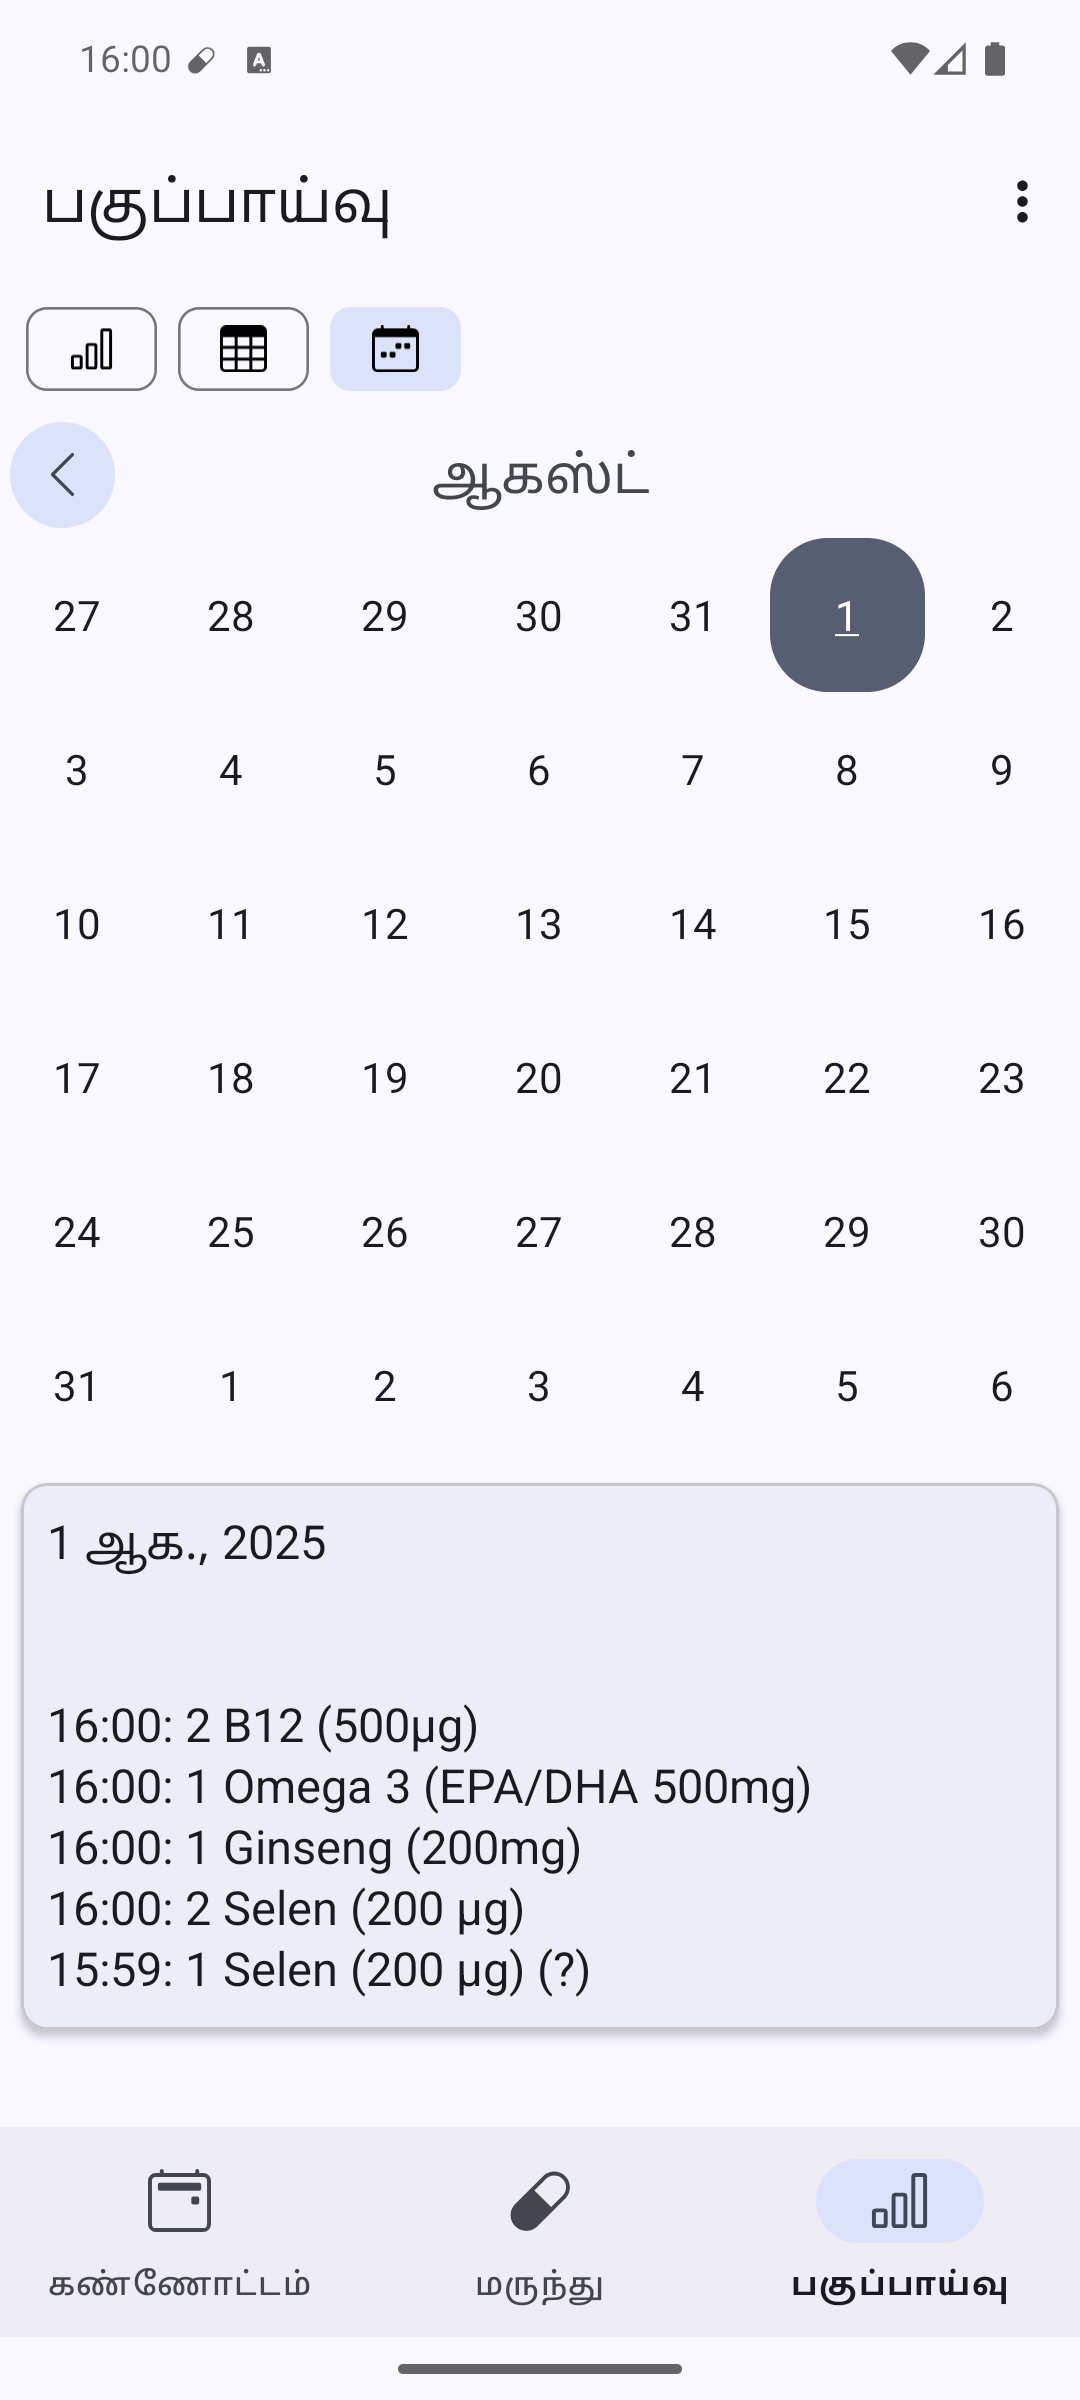 16:00
பகுப்பாய்வு
ஆகஸ்ட்
27 28 29 30 31 1 2
3 4 5 6 7 8 9
10 11 12 13 14 15 16
17 18 19 20 21 22 23
24 25 26 27 28 29 30
31 1 2 3 4 5 6
1 ஆக., 2025
16:00: 2 B12 (500µg)
16:00: 1 Omega 3 (EPA/DHA 500mg)
16:00: 1 Ginseng (200mg)
16:00: 2 Selen (200 µg)
15:59: 1 Selen (200 µg) (?)
கண்ணோட்டம் மருந்து பகுப்பாய்வு